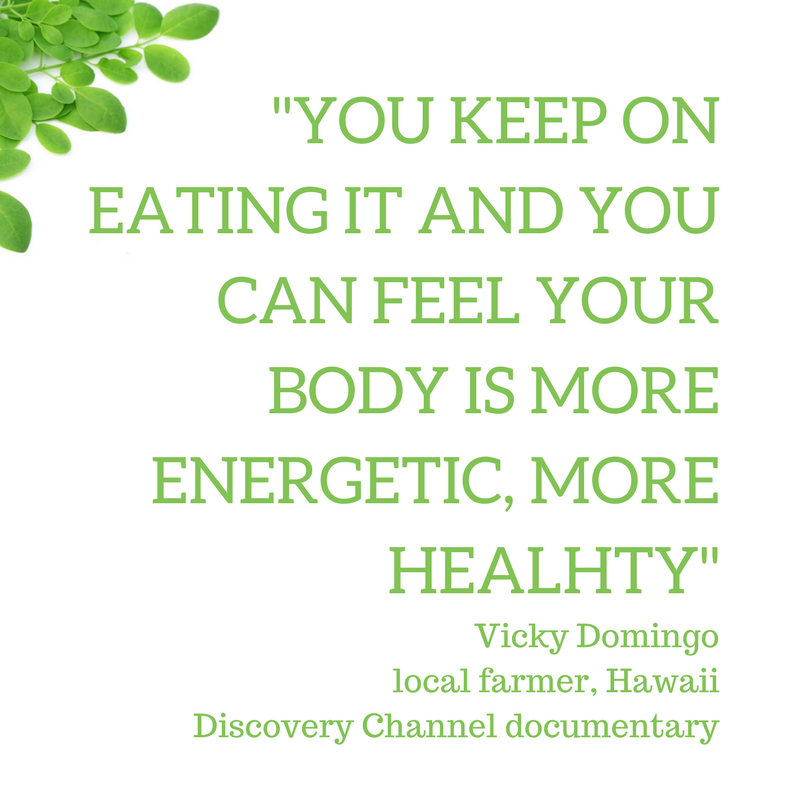 "YOU KEEP ON
EATING IT AND YOU
CAN FEEL YOUR
BODY IS MORE
ENERGETIC, MORE
HEALHTY"
Vicky Domingo
local farmer, Hawaii
Discovery Channel documentary